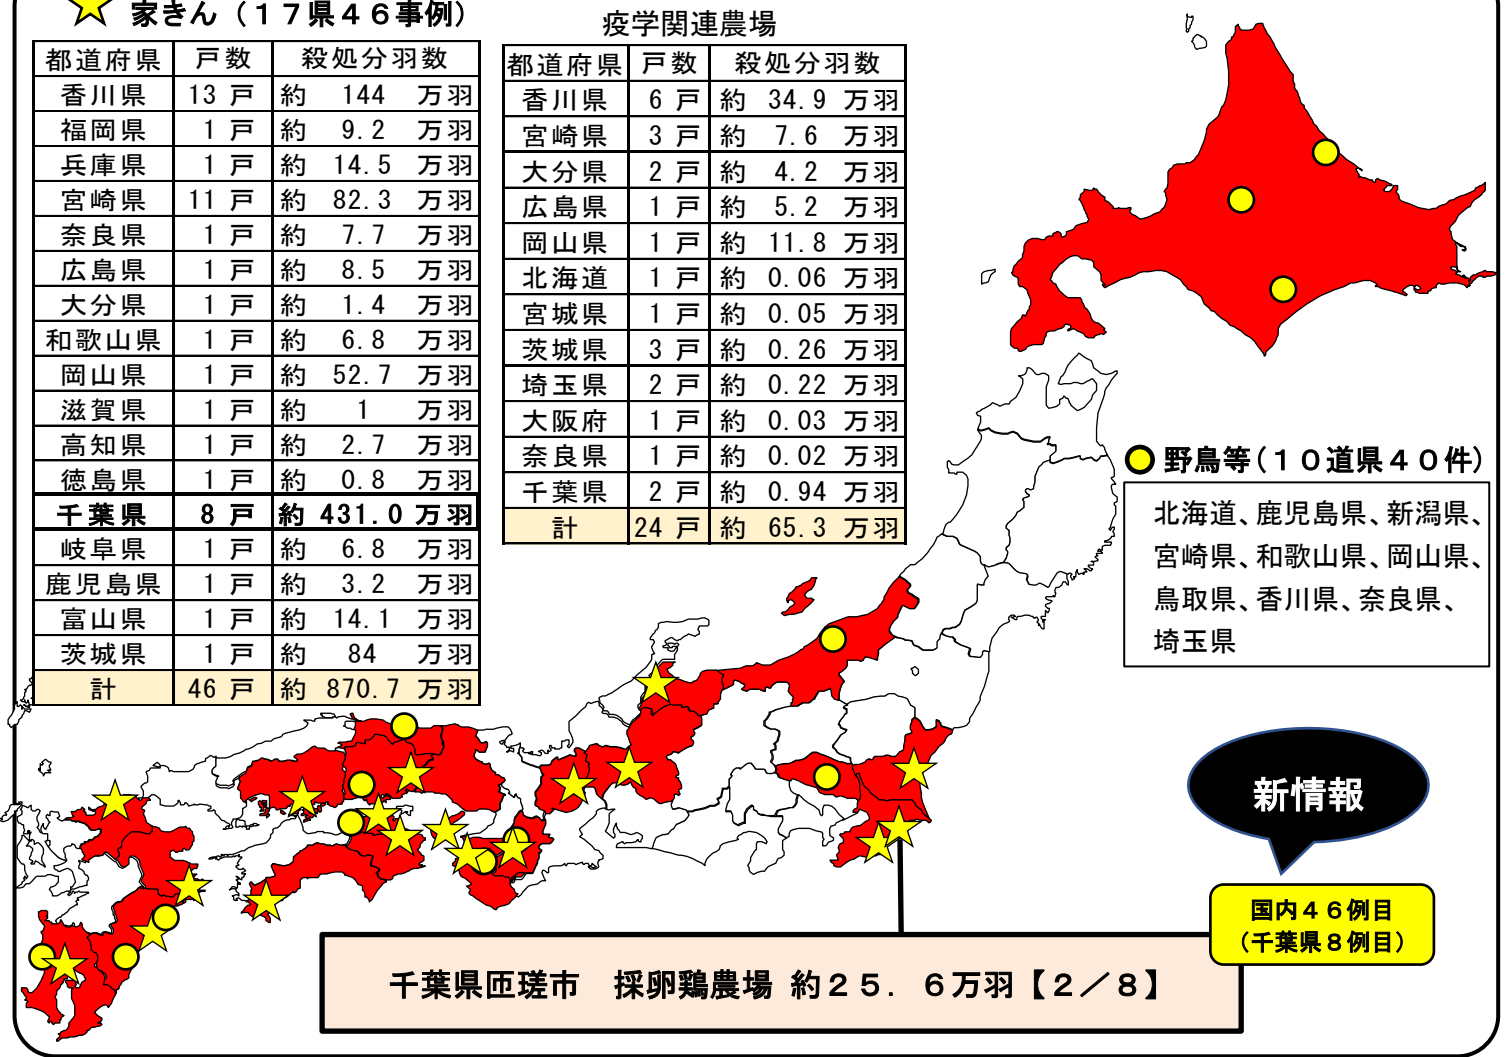 家きん（１７県４６事例）
都道府県 戸数 殺処分羽数
香川県 13 戸 約 144 万羽
福岡県 1 戸 約 9.2 万羽
兵庫県 1 戸 約 14.5 万羽
宮崎県 11 戸 約 82.3 万羽
奈良県 1 戸 約 7.7 万羽
広島県 1 戸 約 8.5 万羽
大分県 1 戸 約 1.4 万羽
和歌山県 1 戸 約 6.8 万羽
岡山県 1 戸 約 52.7 万羽
滋賀県 1 戸 約 1 万羽
高知県 1 戸 約 2.7 万羽
徳島県 1 戸 約 0.8 万羽
千葉県 8 戸 約 431.0 万羽
岐阜県 1 戸 約 6.8 万羽
鹿児島県 1 戸 約 3.2 万羽
富山県 1 戸 約 14.1 万羽
茨城県 1 戸 約 84 万羽
計 46 戸 約 870.7 万羽
疫学関連農場
都道府県 戸数 殺処分羽数
香川県 6 戸 約 34.9 万羽
宮崎県 3 戸 約 7.6 万羽
大分県 2 戸 約 4.2 万羽
広島県 1 戸 約 5.2 万羽
岡山県 1 戸 約 11.8 万羽
北海道 1 戸 約 0.06 万羽
宮城県 1 戸 約 0.05 万羽
茨城県 3 戸 約 0.26 万羽
埼玉県 2 戸 約 0.22 万羽
大阪府 1 戸 約 0.03 万羽
奈良県 1 戸 約 0.02 万羽
千葉県 2 戸 約 0.94 万羽
計 24 戸 約 65.3 万羽
野鳥等（１０道県４０件）
北海道、鹿児島県、新潟県、
宮崎県、和歌山県、岡山県、
鳥取県、香川県、奈良県、
埼玉県
新情報
国内４６例目
（千葉県８例目）
千葉県匝瑳市　採卵鶏農場 約２５．６万羽【２／８】